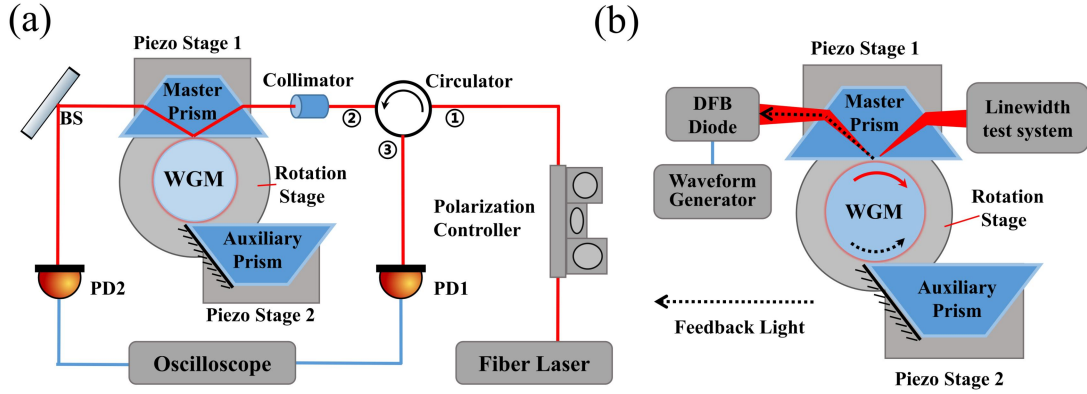 (a)
Piezo Stage 1
Collimator
Circulator
Master
Prism
BS
②
①
③
WGM
Rotation
Stage
Polarization
Controller
Auxiliary
Prism
PD2
PD1
Piezo Stage 2
Oscilloscope
Fiber Laser
(b)
Piezo Stage 1
DFB
Diode
Master
Prism
Linewidth
test system
Waveform
Generator
WGM
Rotation
Stage
Auxiliary
Prism
Feedback Light
Piezo Stage 2